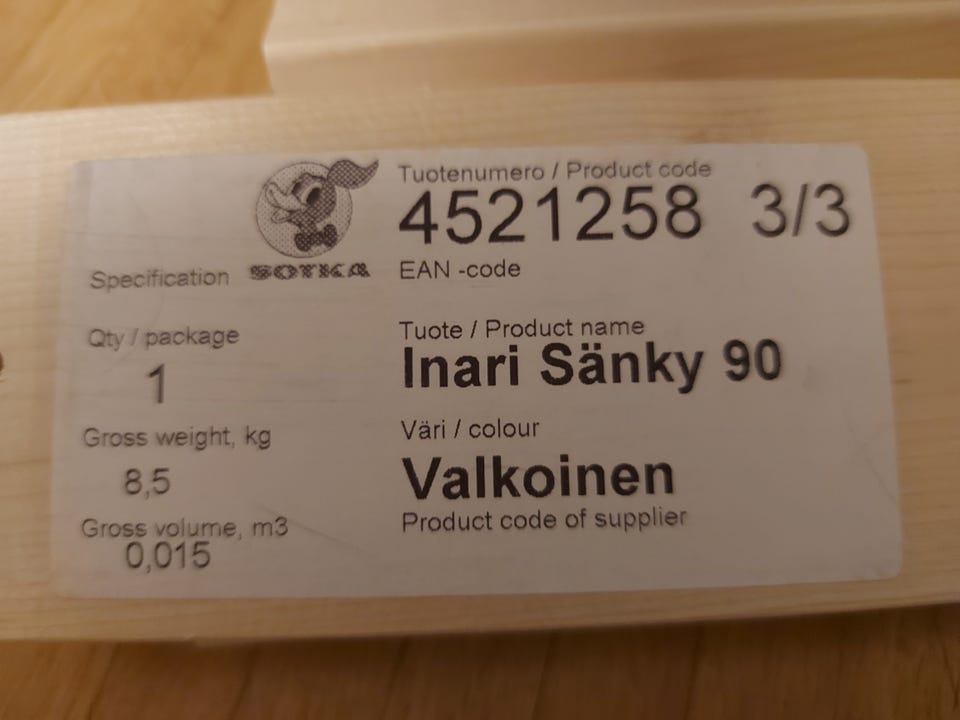 Tuotenumero / Product code
4521258 3/3
SOTKA
Specification
EAN -code
Qty / package
1
Tuote / Product name
Inari Sänky 90
Gross weight, kg
8,5
Väri / colour
Valkoinen
Gross volume, m3
0,015
Product code of supplier